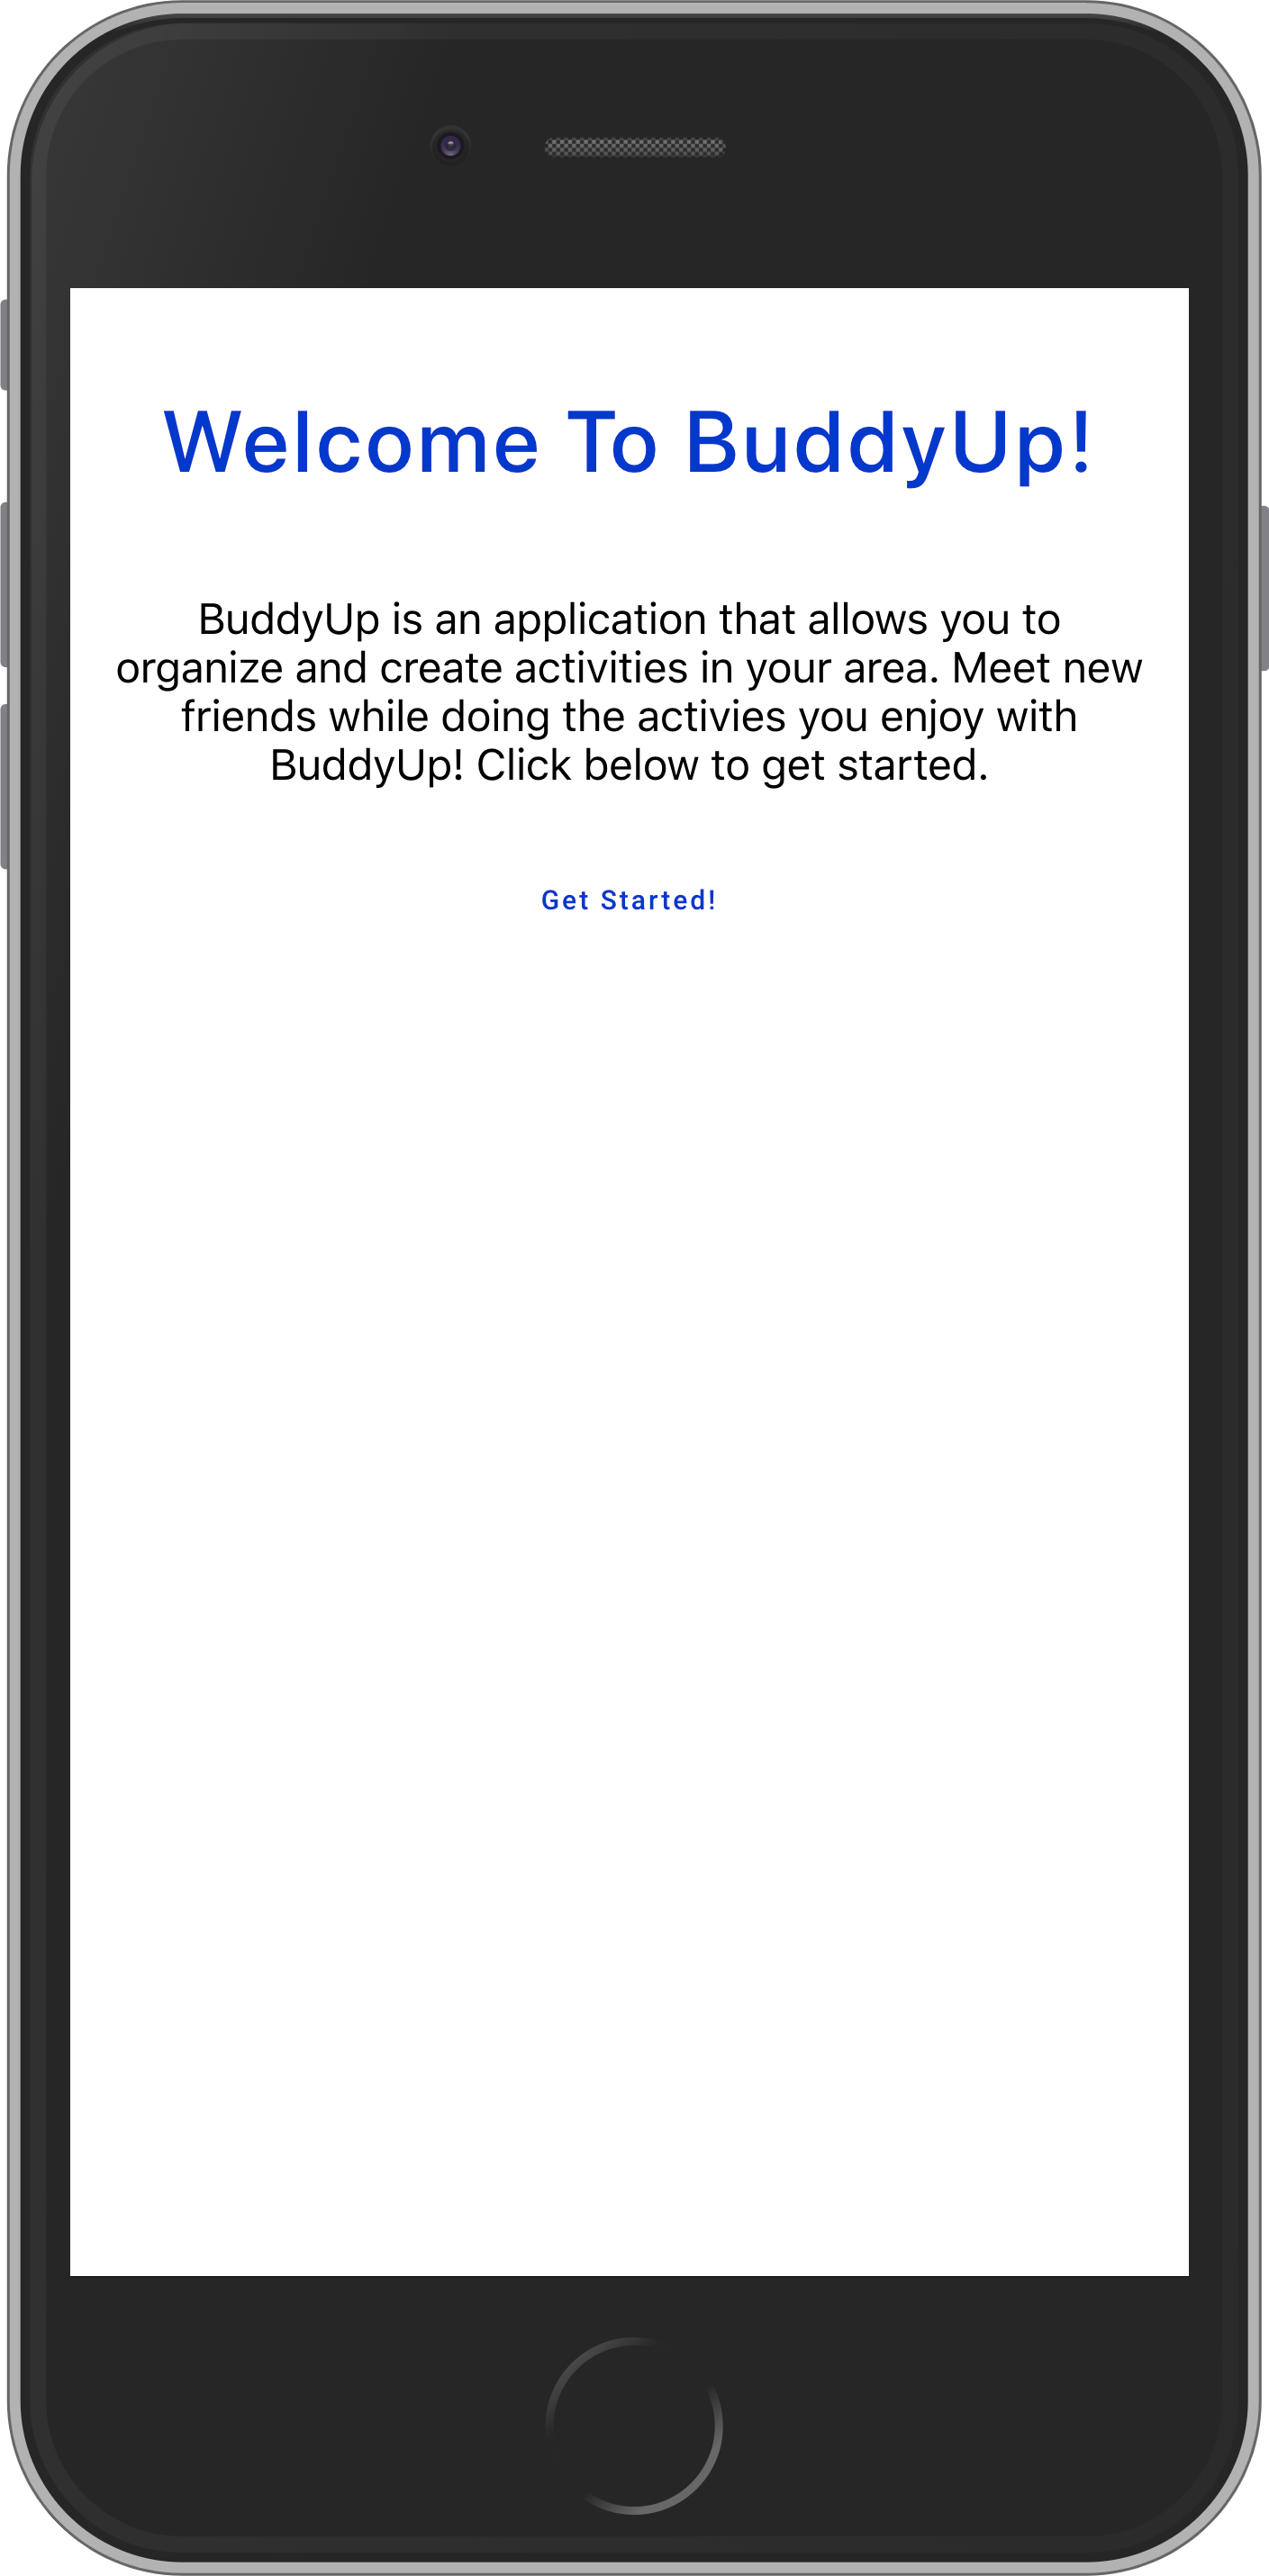 Welcome To BuddyUp!
BuddyUp is an application that allows you to
organize and create activities in your area. Meet new
friends while doing the activies you enjoy with
BuddyUp! Click below to get started.
Get Started!